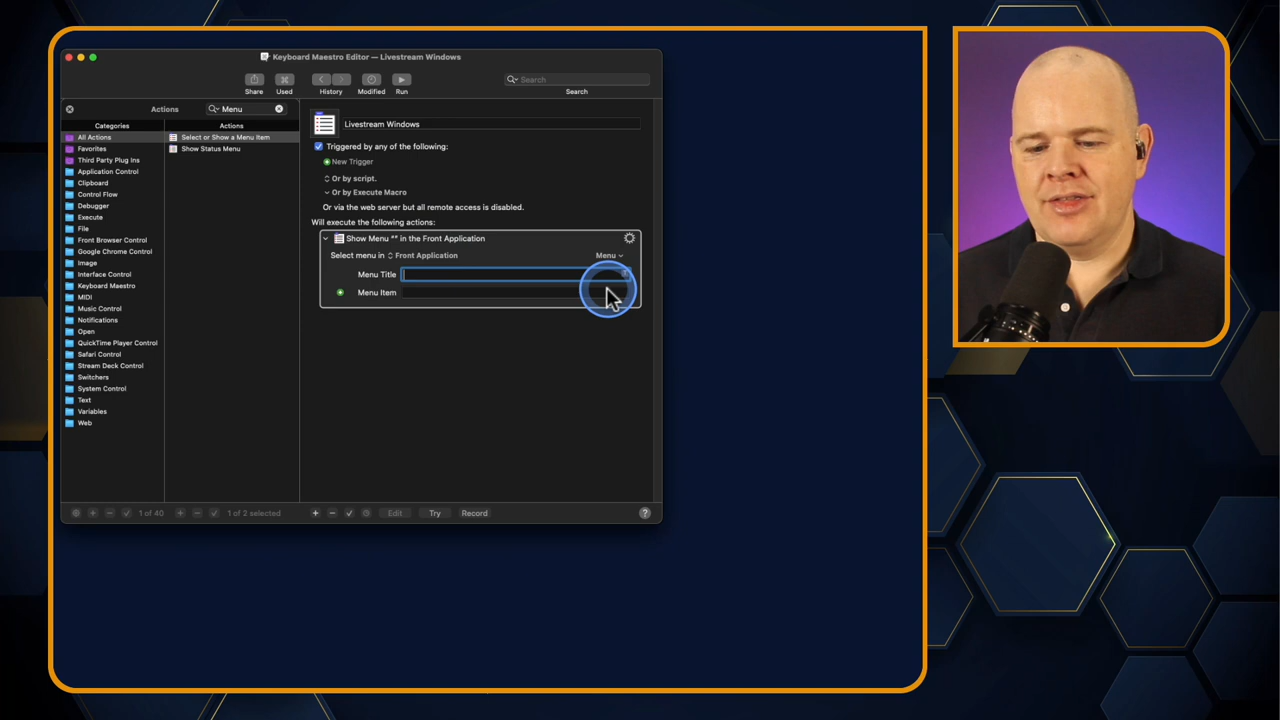 Keyboard Maestro Editor — Livestream Windows
Share
Used
History
Modified
Run
Search
Search
Actions
Menu
Categories
All Actions
Favorites
Third Party Plug Ins
Application Control
Clipboard
Control Flow
Debugger
Execute
File
Front Browser Control
Google Chrome Control
Image
Interface Control
Keyboard Maestro
MIDI
Music Control
Notifications
Open
QuickTime Player Control
Safari Control
Stream Deck Control
Switchers
System Control
Text
Variables
Web
Actions
Select or Show a Menu Item
Show Status Menu
Livestream Windows
Triggered by any of the following:
New Trigger
Or by script.
Or by Execute Macro
Or via the web server but all remote access is disabled.
Will execute the following actions:
Show Menu “” in the Front Application
Select menu in Front Application Menu
Menu Title
Menu Item
1 of 40
1 of 2 selected
Edit
Try
Record
?